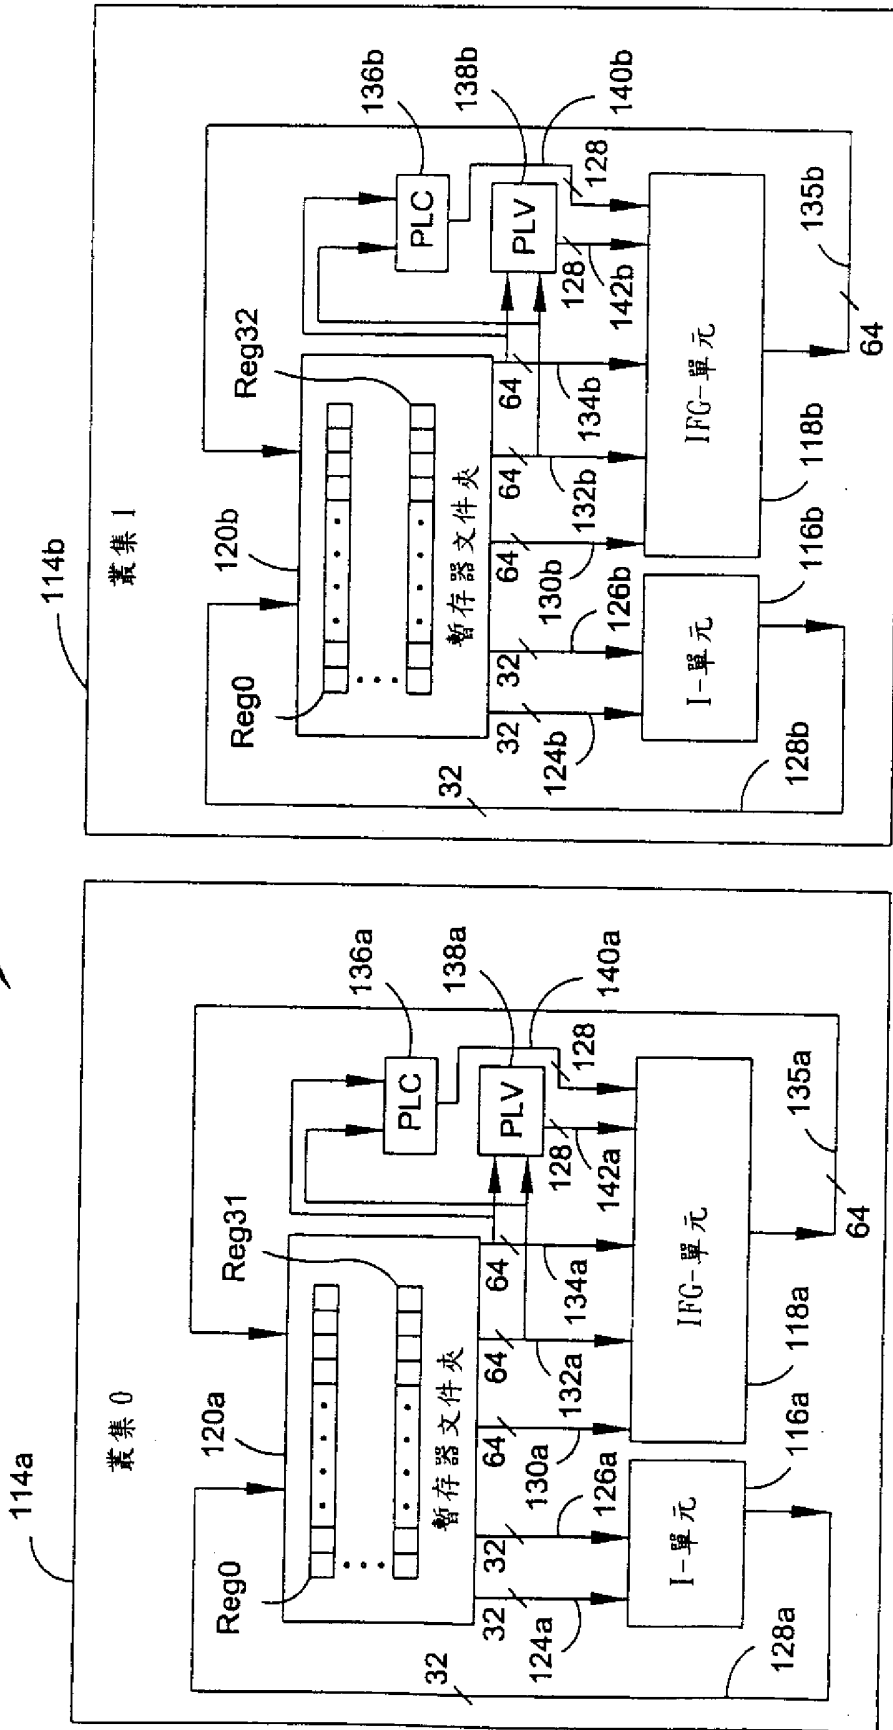 114a
叢集 0
120a
Reg0
Reg31
暫存器文件夾
136a
PLC
138a
PLV
140a
128
128
142a
32
32
64
64
64
124a
126a
130a
132a
134a
I-單元
IFG-單元
116a
118a
32
128a
135a
64
114b
叢集 1
120b
Reg0
Reg32
暫存器文件夾
136b
PLC
138b
PLV
140b
128
128
142b
32
32
64
64
64
124b
126b
130b
132b
134b
I-單元
IFG-單元
116b
118b
32
128b
135b
64